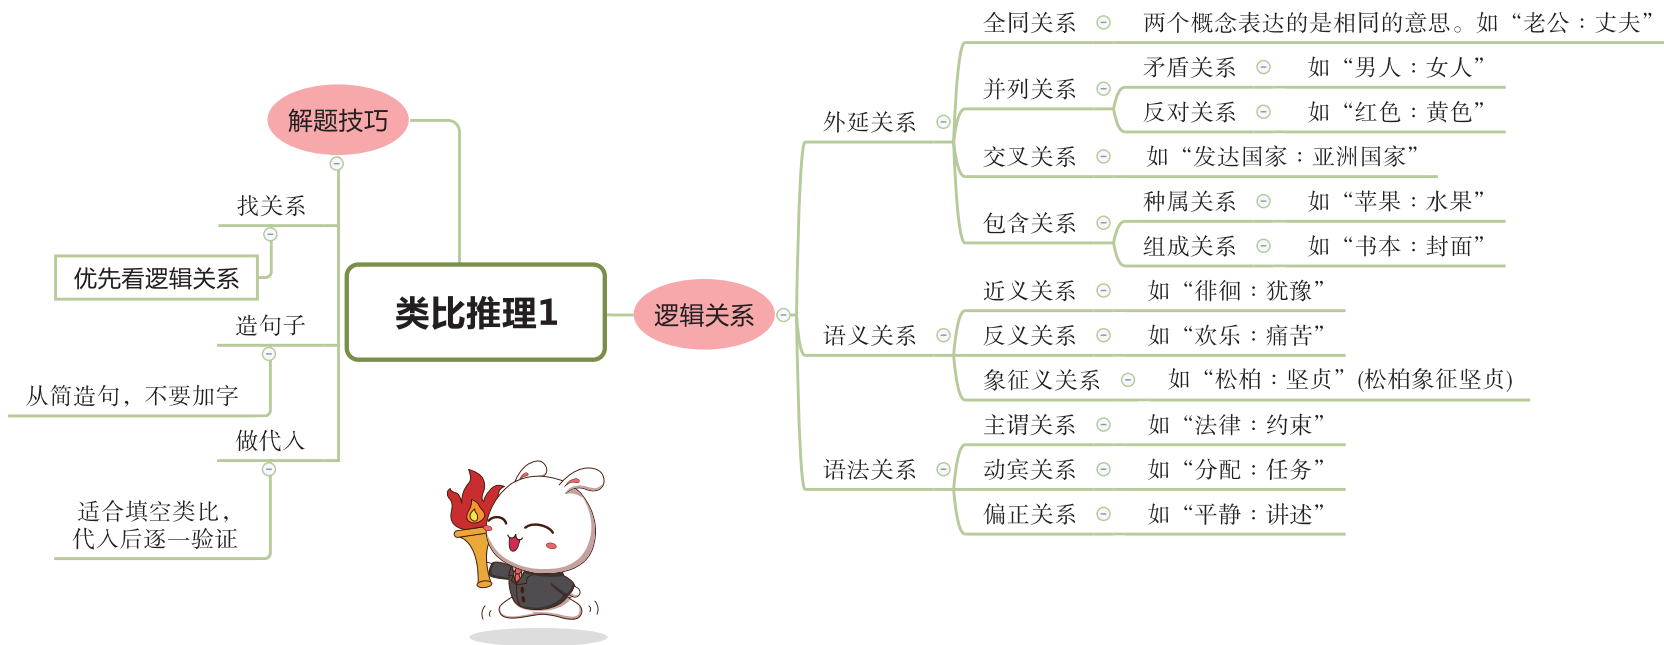 类比推理1
解题技巧
找关系
优先看逻辑关系
造句子
从简造句，不要加字
做代入
适合填空类比，
代入后逐一验证
逻辑关系
外延关系
全同关系
两个概念表达的是相同的意思。如“老公：丈夫”
并列关系
矛盾关系
如“男人：女人”
反对关系
如“红色：黄色”
交叉关系
如“发达国家：亚洲国家”
包含关系
种属关系
如“苹果：水果”
组成关系
如“书本：封面”
语义关系
近义关系
如“徘徊：犹豫”
反义关系
如“欢乐：痛苦”
象征义关系
如“松柏：坚贞”(松柏象征坚贞)
语法关系
主谓关系
如“法律：约束”
动宾关系
如“分配：任务”
偏正关系
如“平静：讲述”